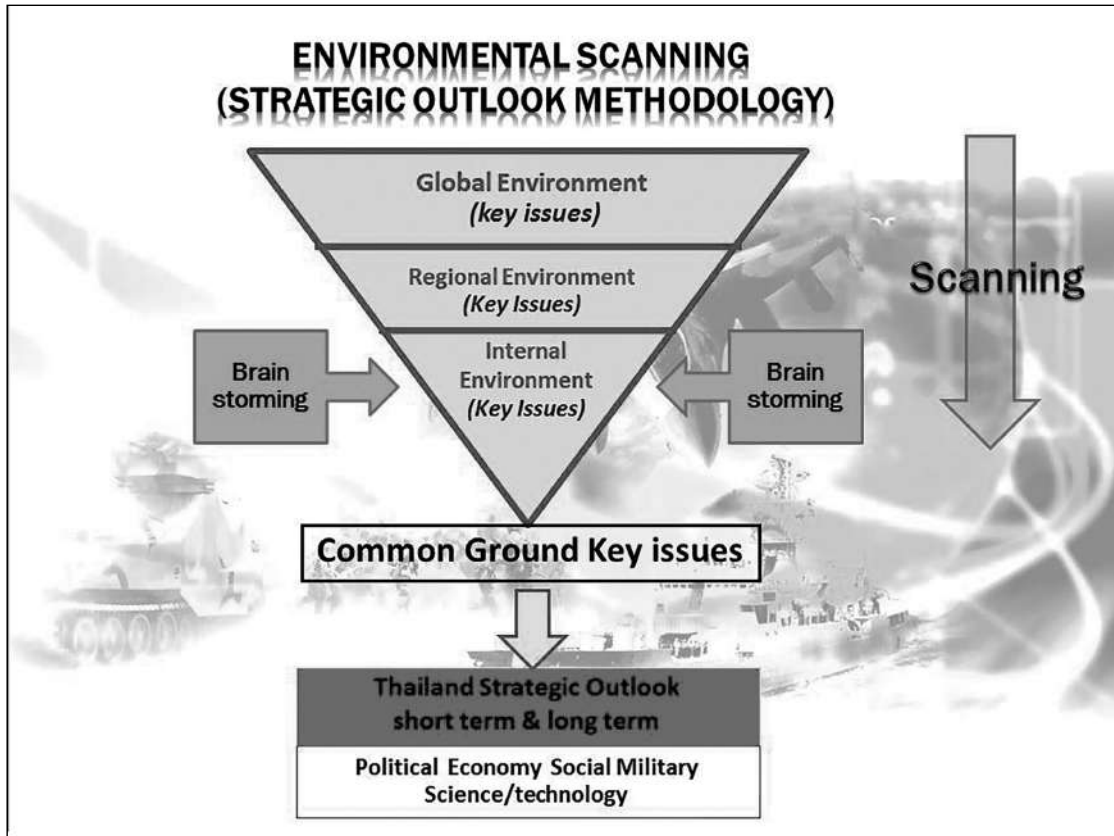 ENVIRONMENTAL SCANNING
(STRATEGIC OUTLOOK METHODOLOGY)
Global Environment
(key issues)
Regional Environment
(Key Issues)
Internal
Environment
(Key Issues)
Brain
storming
Brain
storming
Scanning
Common Ground Key issues
Thailand Strategic Outlook
short term & long term
Political Economy Social Military
Science/technology